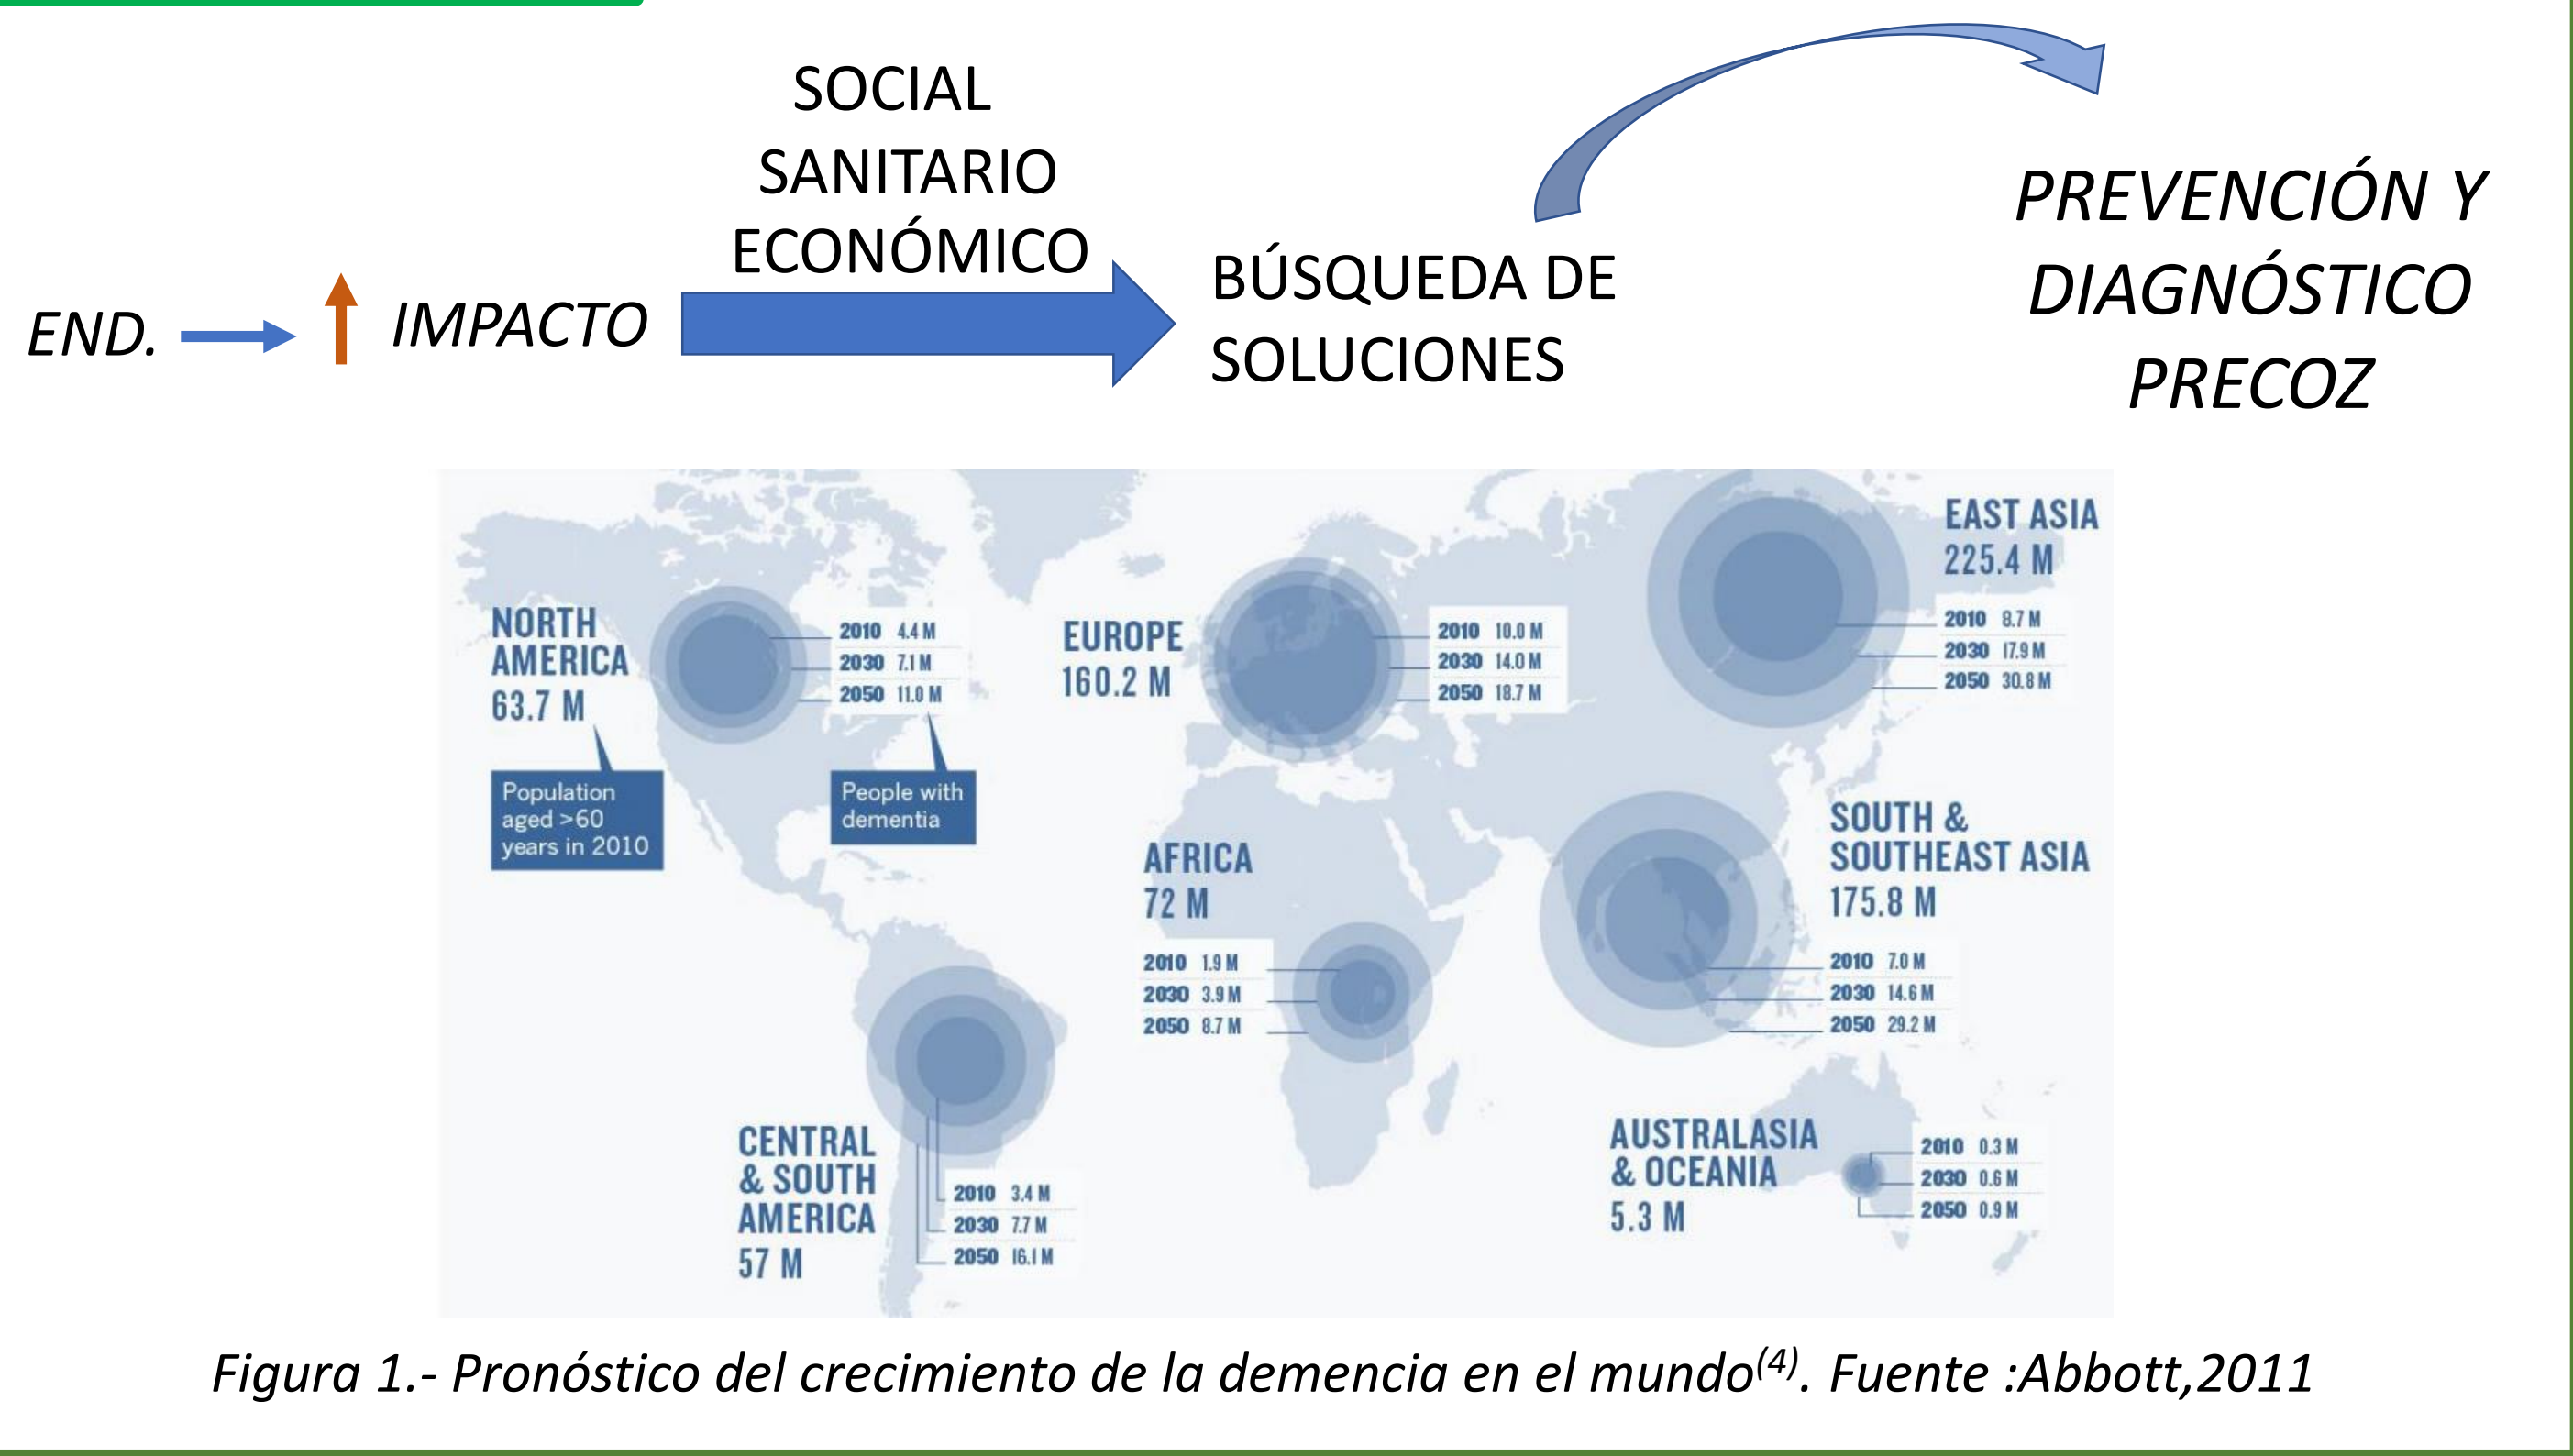 SOCIAL
SANITARIO
ECONÓMICO
END.
IMPACTO
BÚSQUEDA DE
SOLUCIONES
PREVENCIÓN Y
DIAGNÓSTICO
PRECOZ
NORTH
AMERICA
63.7 M
2010 4.4 M
2030 7.1 M
2050 11.0 M
Population
aged >60
years in 2010
People with
dementia
EUROPE
160.2 M
2010 10.0 M
2030 14.0 M
2050 18.7 M
EAST ASIA
225.4 M
2010 8.7 M
2030 17.9 M
2050 30.8 M
AFRICA
72 M
2010 1.9 M
2030 3.9 M
2050 8.7 M
SOUTH &
SOUTHEAST ASIA
175.8 M
2010 7.0 M
2030 14.6 M
2050 29.2 M
CENTRAL
& SOUTH
AMERICA
57 M
2010 3.4 M
2030 7.7 M
2050 16.1 M
AUSTRALASIA
& OCEANIA
5.3 M
2010 0.3 M
2030 0.6 M
2050 0.9 M
Figura 1.- Pronóstico del crecimiento de la demencia en el mundo(4). Fuente :Abbott,2011